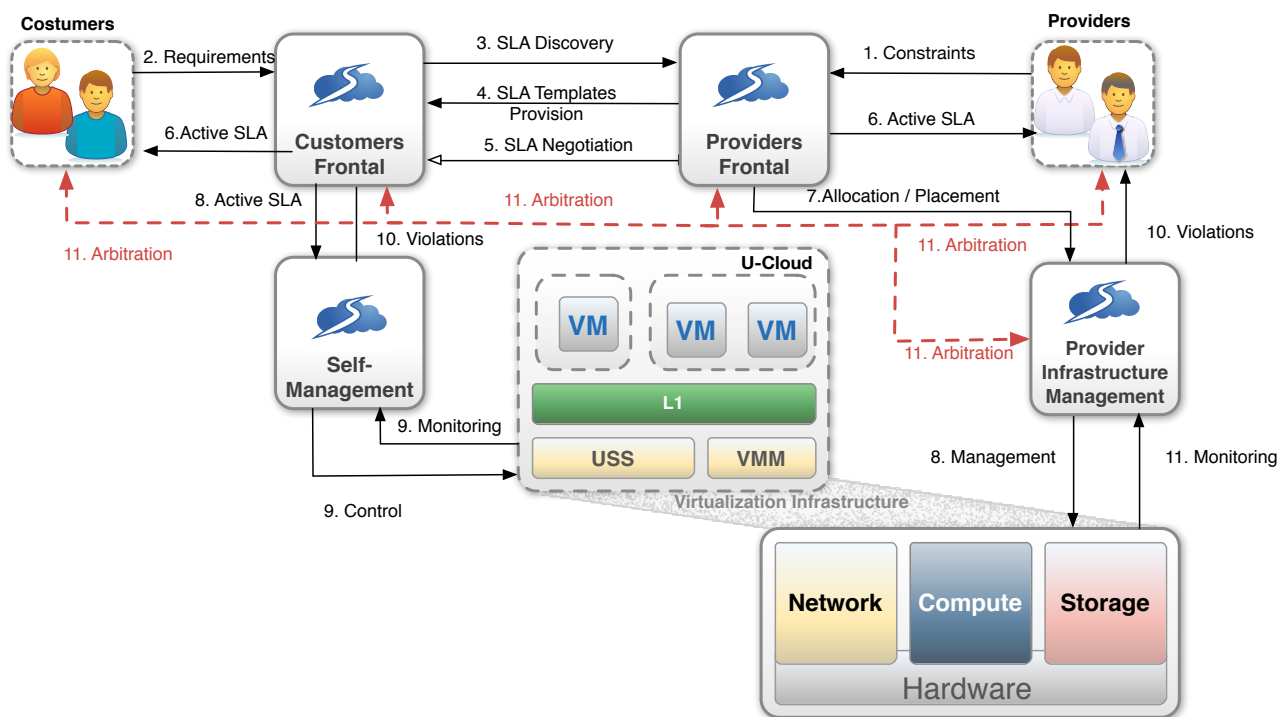 Costumers
Providers
2. Requirements
3. SLA Discovery
1. Constraints
4. SLA Templates
Provision
6.Active SLA
Customers
Frontal
5. SLA Negotiation
Providers
Frontal
6. Active SLA
8. Active SLA
11. Arbitration
7.Allocation / Placement
11. Arbitration
10. Violations
11. Arbitration
10. Violations
U-Cloud
VM
VM
VM
Self-
Management
11. Arbitration
Provider
Infrastructure
Management
L1
9. Monitoring
USS
VMM
8. Management
11. Monitoring
Virtualization Infrastructure
9. Control
Network
Compute
Storage
Hardware